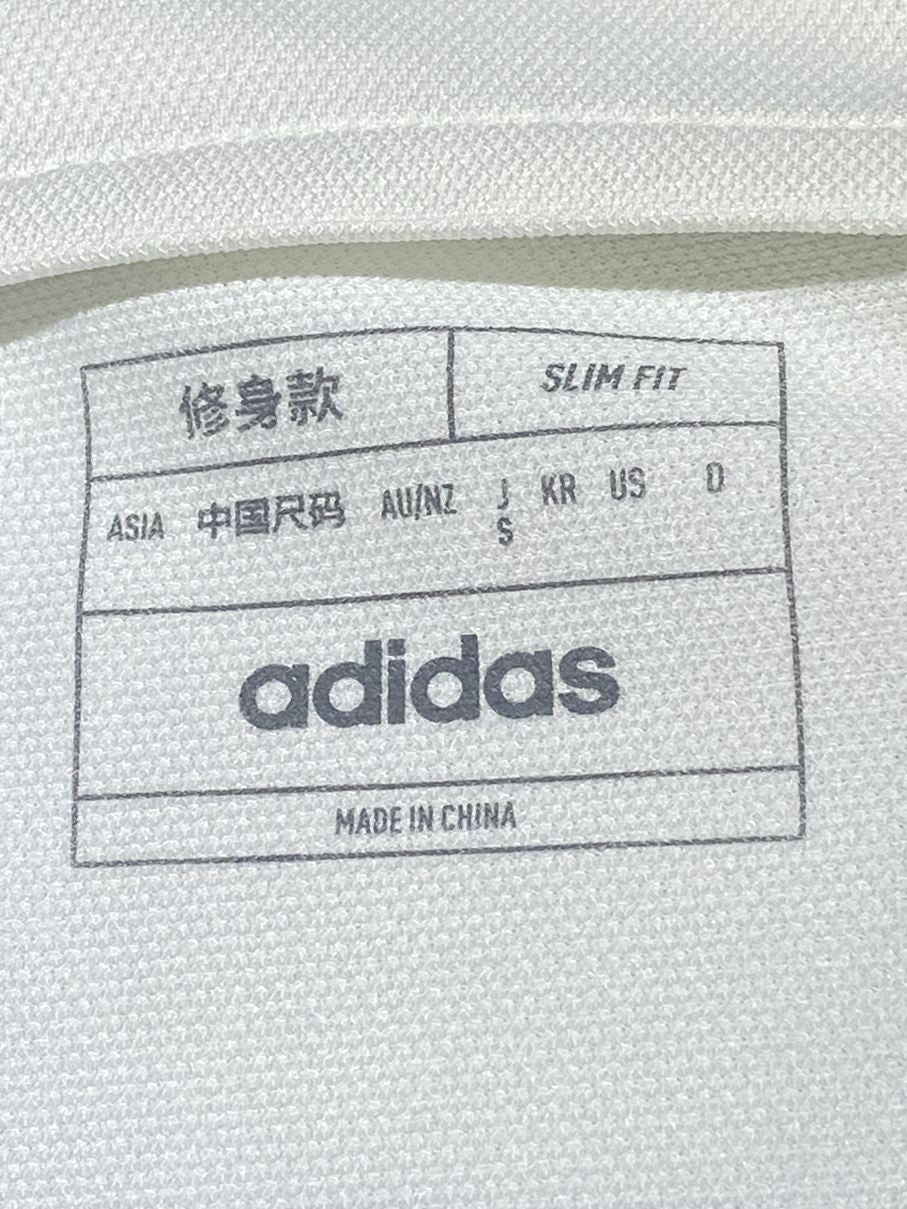 修身款 SLIM FIT
ASIA 中国尺码 AU/NZ J KR US D
S
adidas
MADE IN CHINA